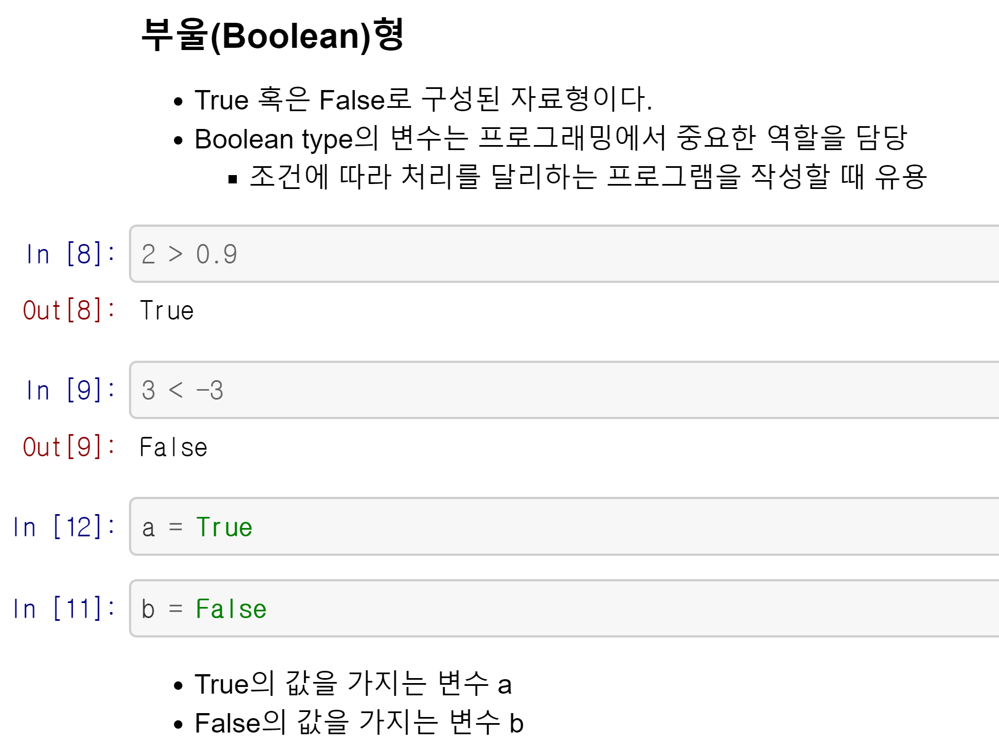 부울(Boolean)형
• True 혹은 False로 구성된 자료형이다.
• Boolean type의 변수는 프로그래밍에서 중요한 역할을 담당
▪ 조건에 따라 처리를 달리하는 프로그램을 작성할 때 유용
In [8]: 2 > 0.9
Out[8]: True
In [9]: 3 < -3
Out[9]: False
In [12]: a = True
In [11]: b = False
• True의 값을 가지는 변수 a
• False의 값을 가지는 변수 b